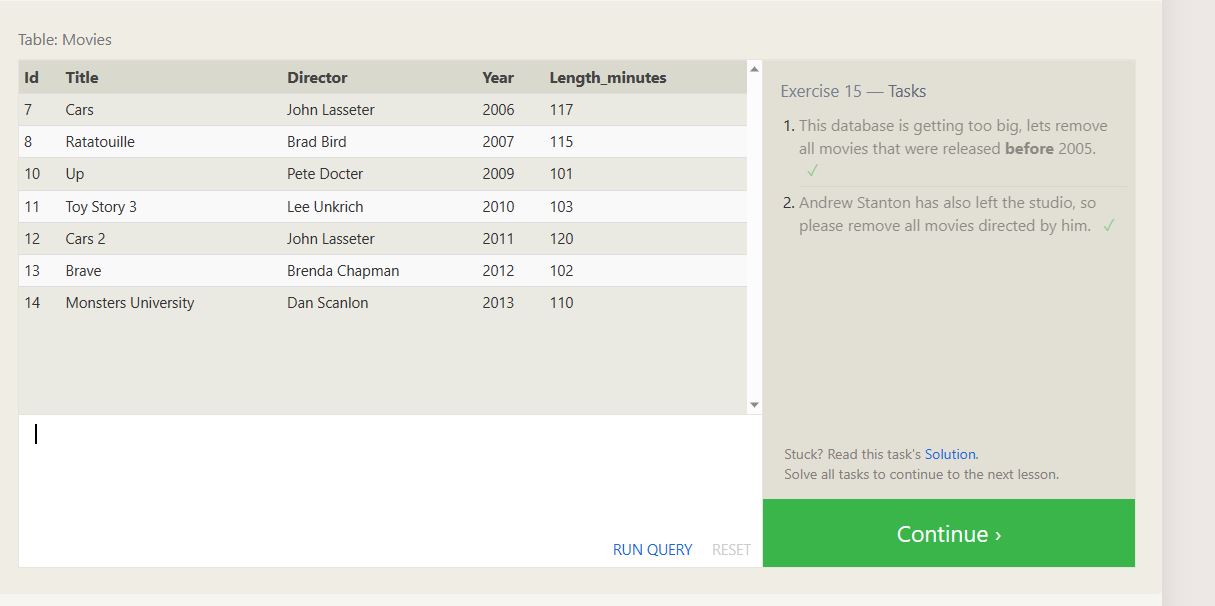 Table: Movies
Id Title Director Year Length_minutes
7 Cars John Lasseter 2006 117
8 Ratatouille Brad Bird 2007 115
10 Up Pete Docter 2009 101
11 Toy Story 3 Lee Unkrich 2010 103
12 Cars 2 John Lasseter 2011 120
13 Brave Brenda Chapman 2012 102
14 Monsters University Dan Scanlon 2013 110
RUN QUERY RESET
Exercise 15 — Tasks
1. This database is getting too big, lets remove
all movies that were released before 2005.
✓
2. Andrew Stanton has also left the studio, so
please remove all movies directed by him. ✓
Stuck? Read this task's Solution.
Solve all tasks to continue to the next lesson.
Continue ›